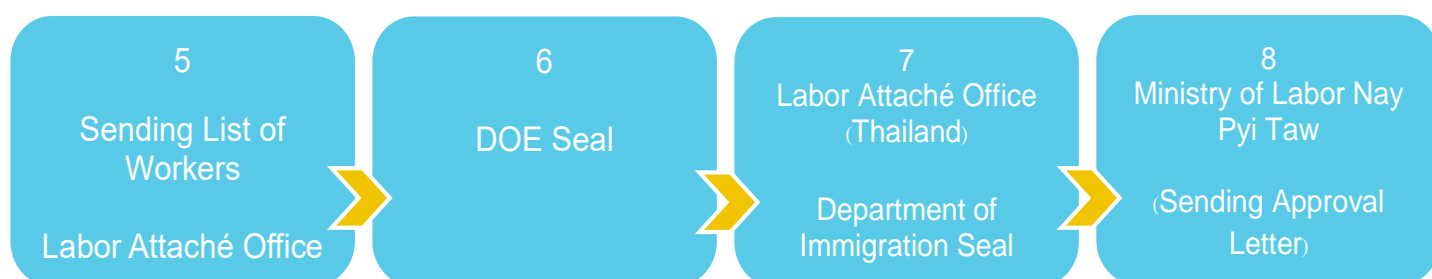 5
Sending List of
Workers
Labor Attaché Office
6
DOE Seal
7
Labor Attaché Office
(Thailand)
Department of
Immigration Seal
8
Ministry of Labor Nay
Pyi Taw
(Sending Approval
Letter)